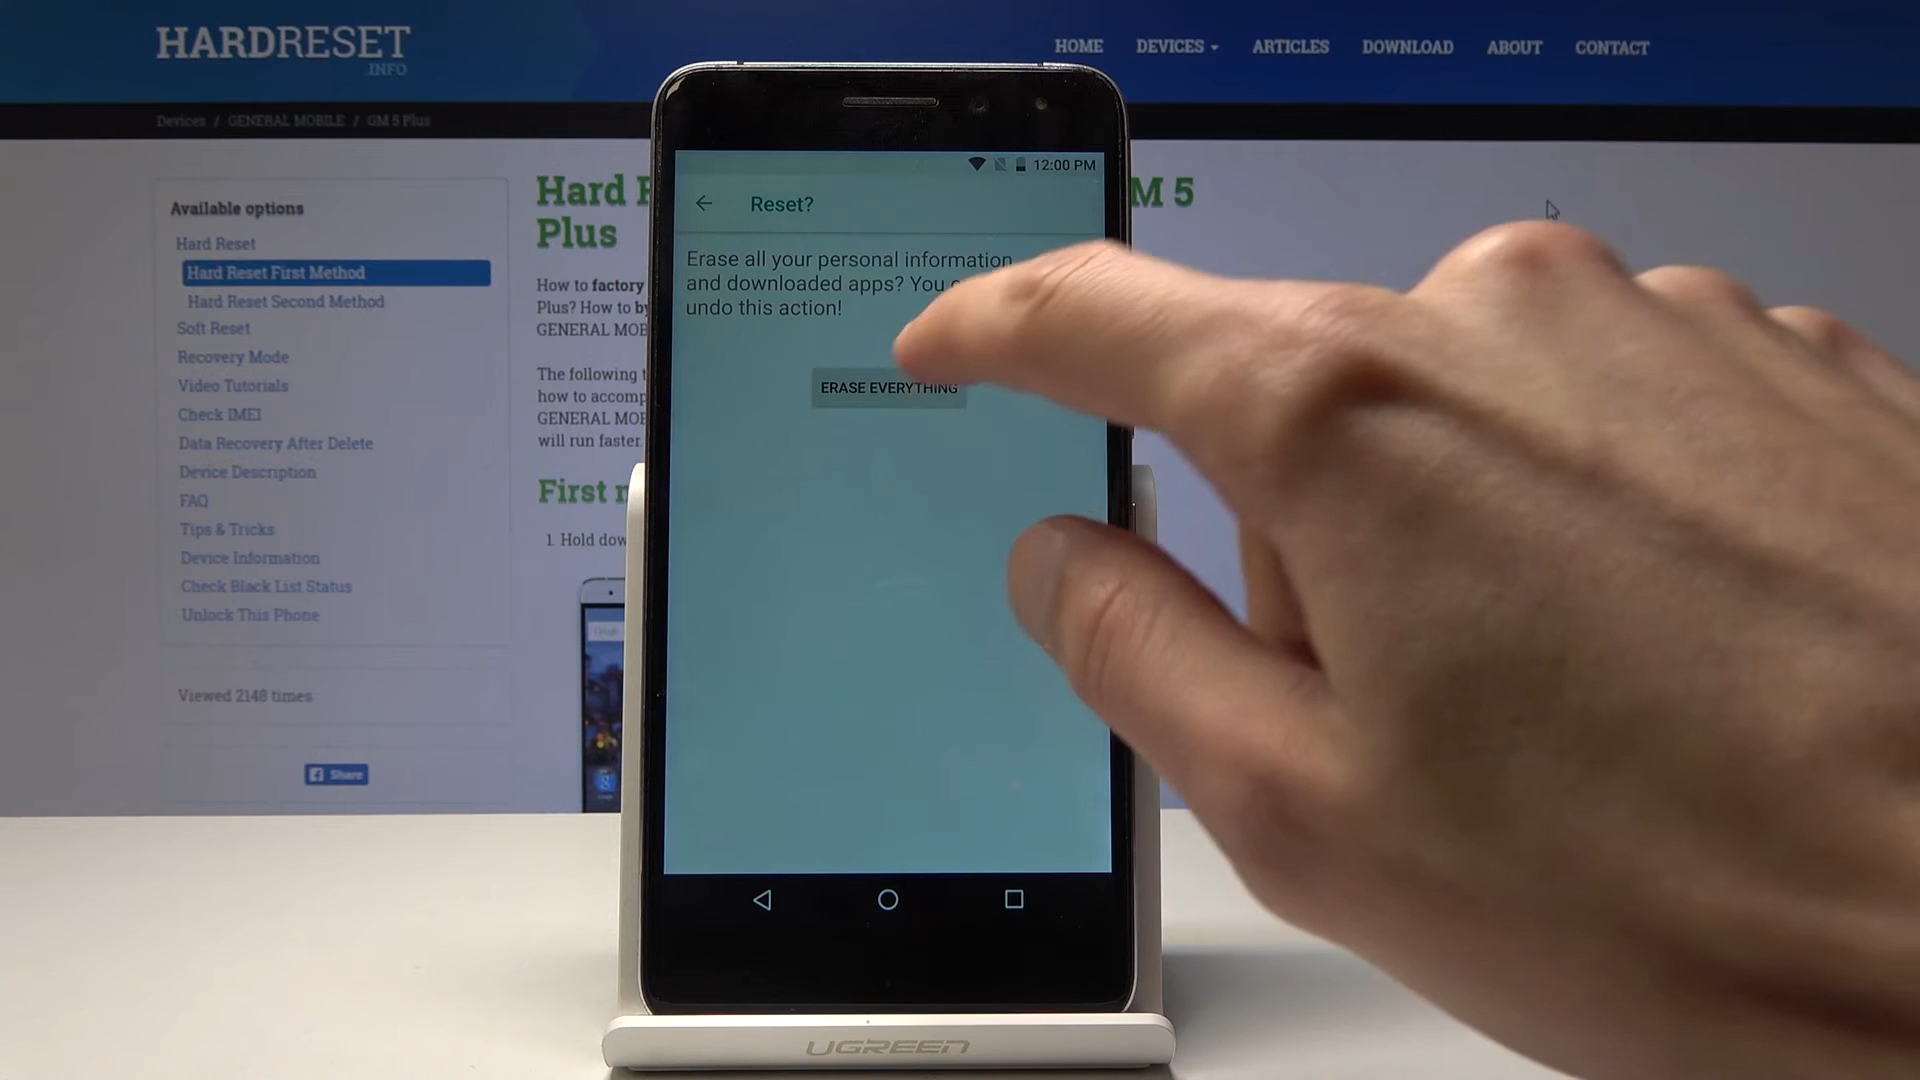 HARDRESET
.INFO
HOME DEVICES ARTICLES DOWNLOAD ABOUT CONTACT
Devices / GENERAL MOBILE / GM 5 Plus
Available options
Hard Reset
Hard Reset First Method
Hard Reset Second Method
Soft Reset
Recovery Mode
Video Tutorials
Check IMEI
Data Recovery After Delete
Device Description
FAQ
Tips & Tricks
Device Information
Check Black List Status
Unlock This Phone
Viewed 2148 times
Share
Hard M 5
Plus
How to factory
Plus? How to
GENERAL
The following
how to
GENERAL
will run faster.
First
1. Hold
12:00 PM
Reset?
Erase all your personal information
and downloaded apps? You
undo this action!
ERASE EVERYTHING
UGREEN